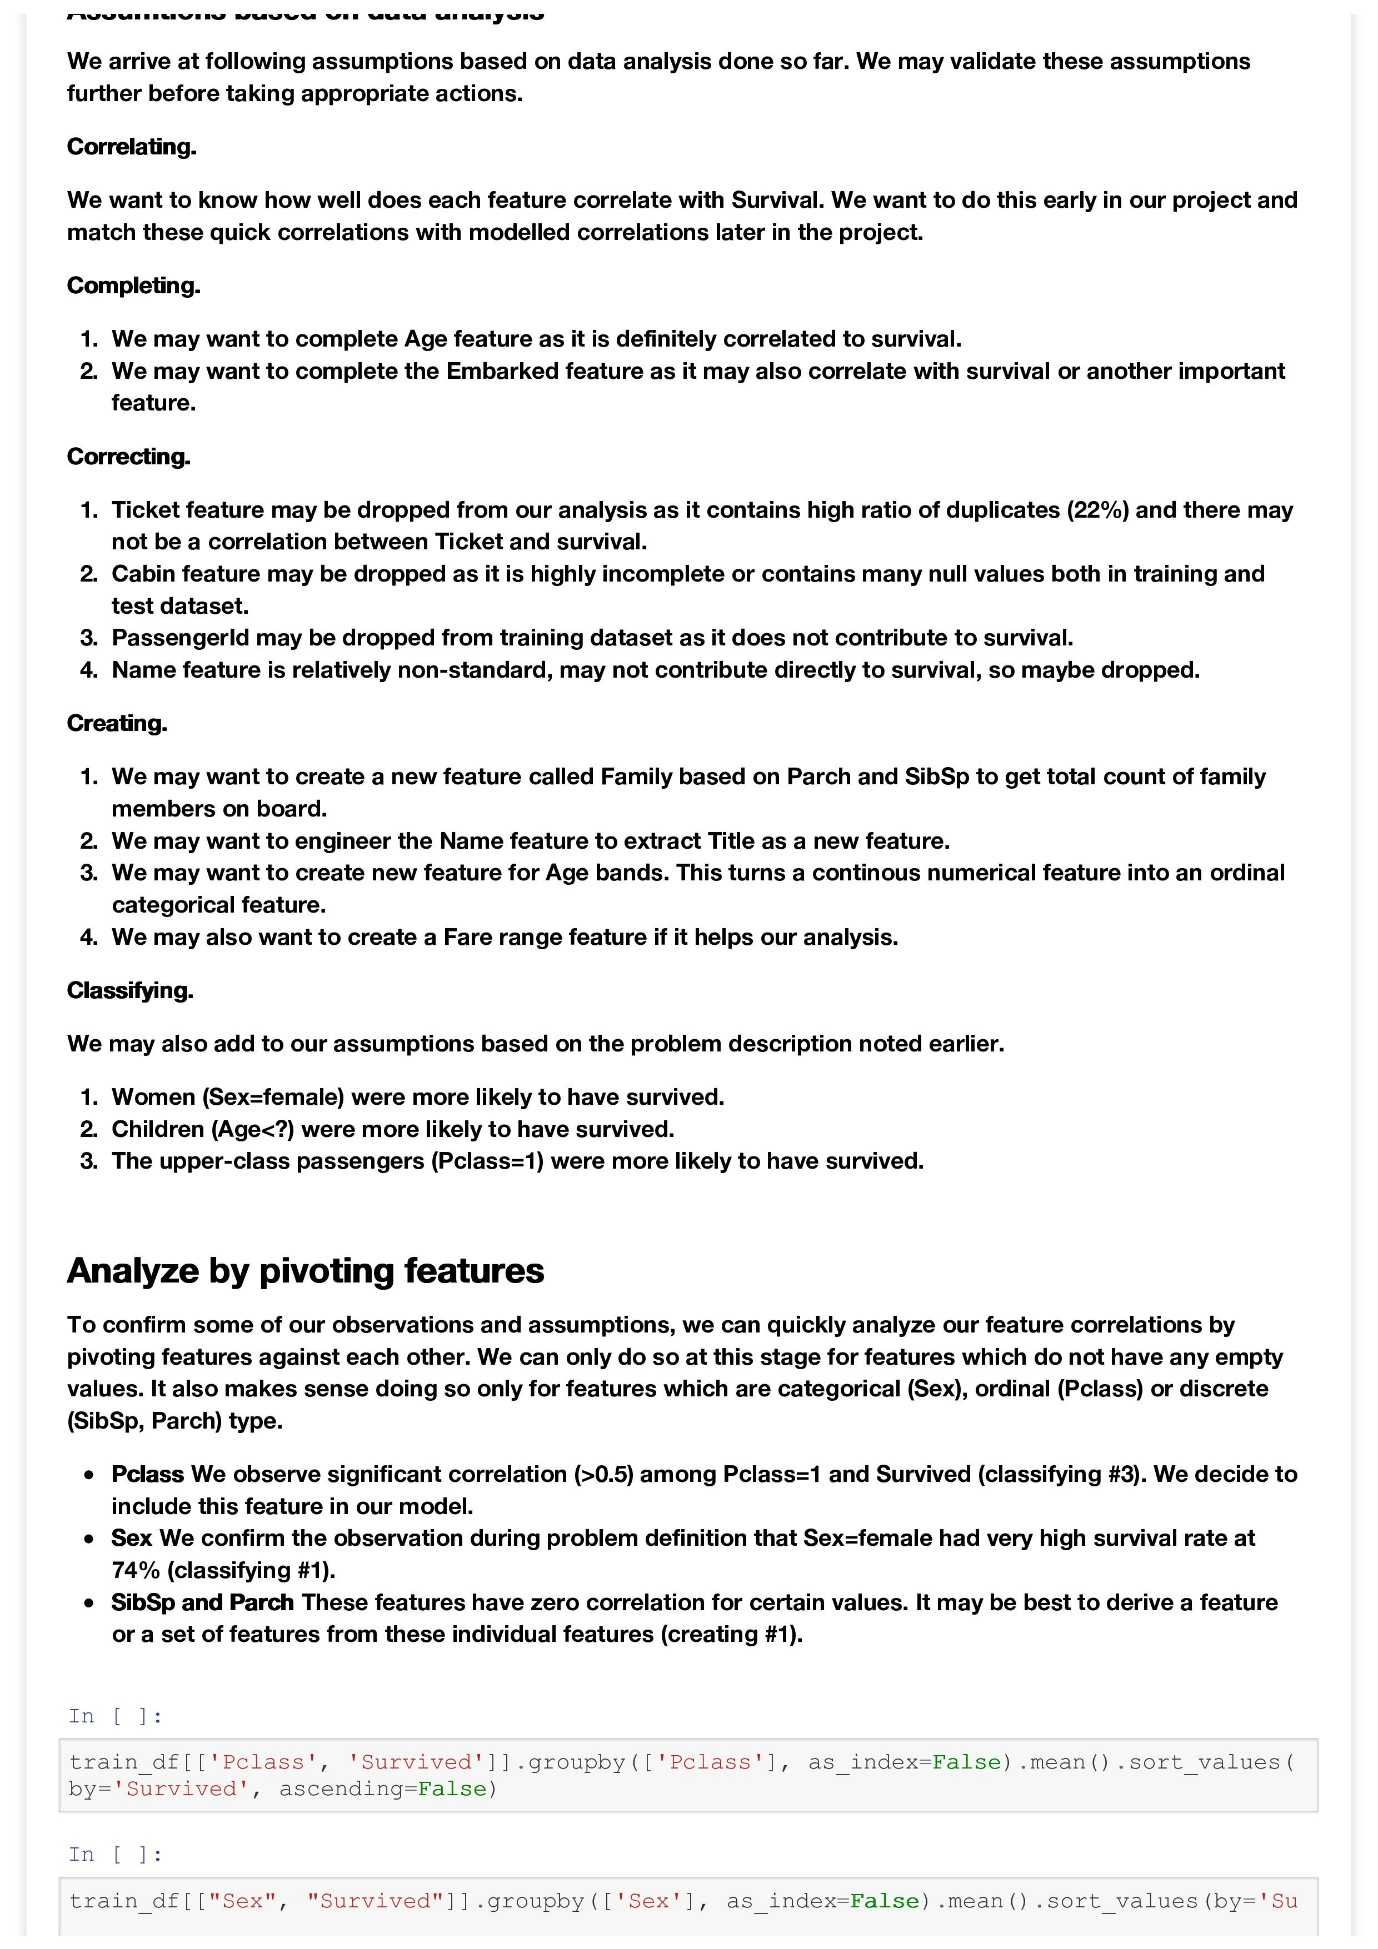 Assumtions based on data analysis
We arrive at following assumptions based on data analysis done so far. We may validate these assumptions
further before taking appropriate actions.
Correlating.
We want to know how well does each feature correlate with Survival. We want to do this early in our project and
match these quick correlations with modelled correlations later in the project.
Completing.
1. We may want to complete Age feature as it is definitely correlated to survival.
2. We may want to complete the Embarked feature as it may also correlate with survival or another important
feature.
Correcting.
1. Ticket feature may be dropped from our analysis as it contains high ratio of duplicates (22%) and there may
not be a correlation between Ticket and survival.
2. Cabin feature may be dropped as it is highly incomplete or contains many null values both in training and
test dataset.
3. PassengerId may be dropped from training dataset as it does not contribute to survival.
4. Name feature is relatively non-standard, may not contribute directly to survival, so maybe dropped.
Creating.
1. We may want to create a new feature called Family based on Parch and SibSp to get total count of family
members on board.
2. We may want to engineer the Name feature to extract Title as a new feature.
3. We may want to create new feature for Age bands. This turns a continous numerical feature into an ordinal
categorical feature.
4. We may also want to create a Fare range feature if it helps our analysis.
Classifying.
We may also add to our assumptions based on the problem description noted earlier.
1. Women (Sex=female) were more likely to have survived.
2. Children (Age<?) were more likely to have survived.
3. The upper-class passengers (Pclass=1) were more likely to have survived.
Analyze by pivoting features
To confirm some of our observations and assumptions, we can quickly analyze our feature correlations by
pivoting features against each other. We can only do so at this stage for features which do not have any empty
values. It also makes sense doing so only for features which are categorical (Sex), ordinal (Pclass) or discrete
(SibSp, Parch) type.
• Pclass We observe significant correlation (>0.5) among Pclass=1 and Survived (classifying #3). We decide to
include this feature in our model.
• Sex We confirm the observation during problem definition that Sex=female had very high survival rate at
74% (classifying #1).
• SibSp and Parch These features have zero correlation for certain values. It may be best to derive a feature
or a set of features from these individual features (creating #1).
In [ ]:
train_df[['Pclass', 'Survived']].groupby(['Pclass'], as_index=False).mean().sort_values(
by='Survived', ascending=False)
In [ ]:
train_df[["Sex", "Survived"]].groupby(['Sex'], as_index=False).mean().sort_values(by='Su